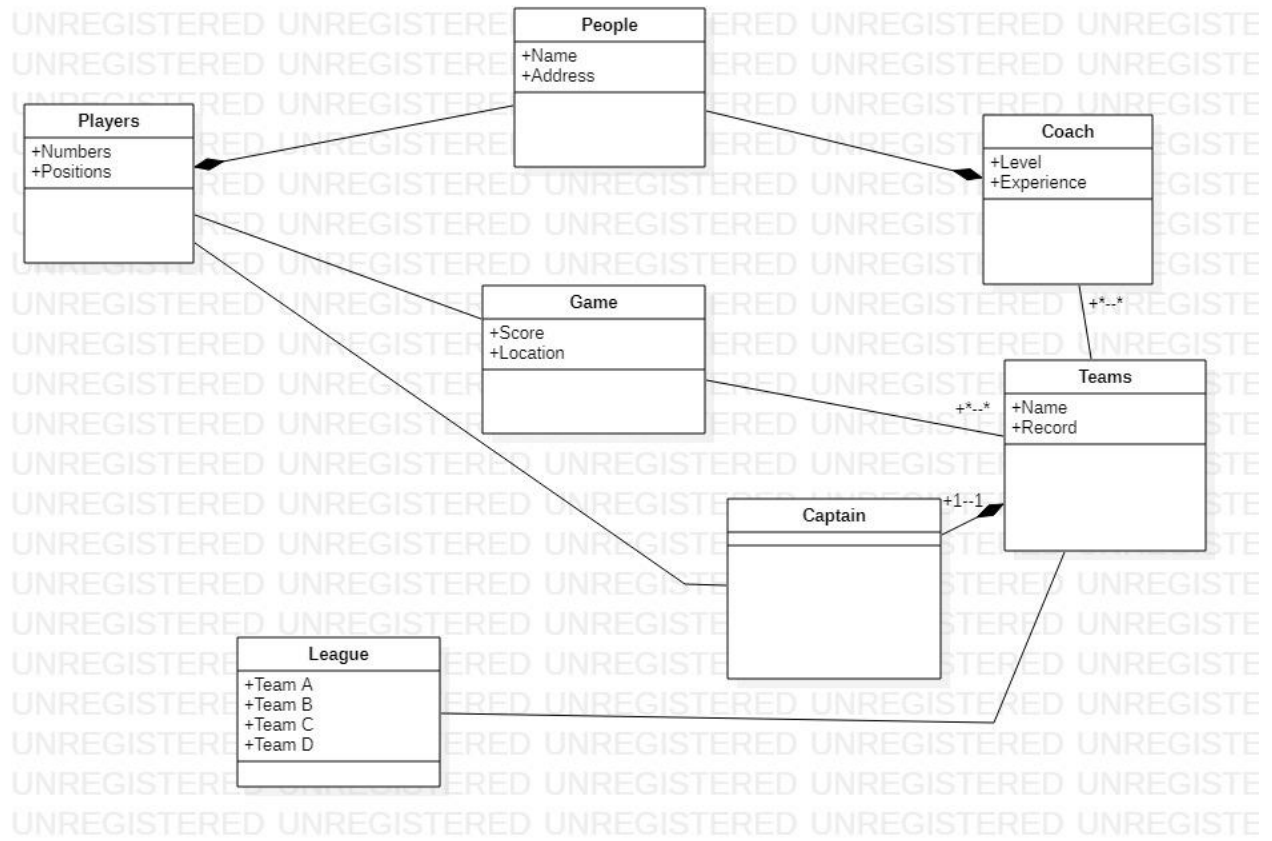 People
+Name
+Address
Players
+Numbers
+Positions
Coach
+Level
+Experience
+*--*
Game
+Score
+Location
Teams
+Name
+Record
+*--*
+1--1
Captain
League
+Team A
+Team B
+Team C
+Team D
UNREGISTERED